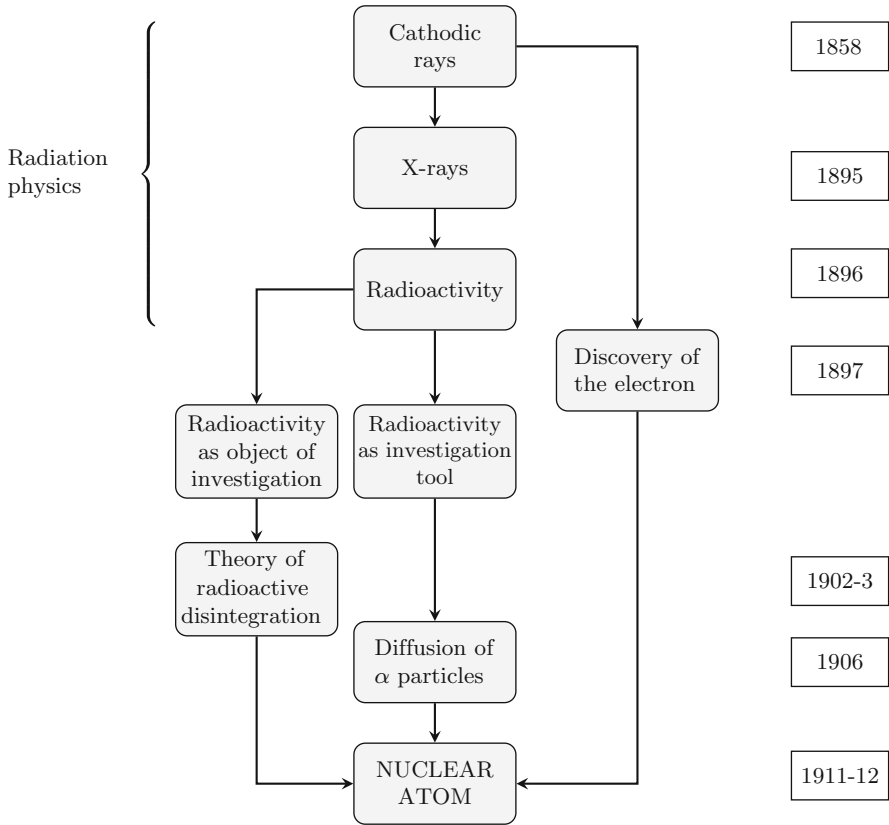 Cathodic
rays
1858
Radiation
physics
X-rays
1895
Radioactivity
1896
Discovery of
the electron
1897
Radioactivity
as object of
investigation
Radioactivity
as investigation
tool
Theory of
radioactive
disintegration
1902-3
Diffusion of
α particles
1906
NUCLEAR
ATOM
1911-12